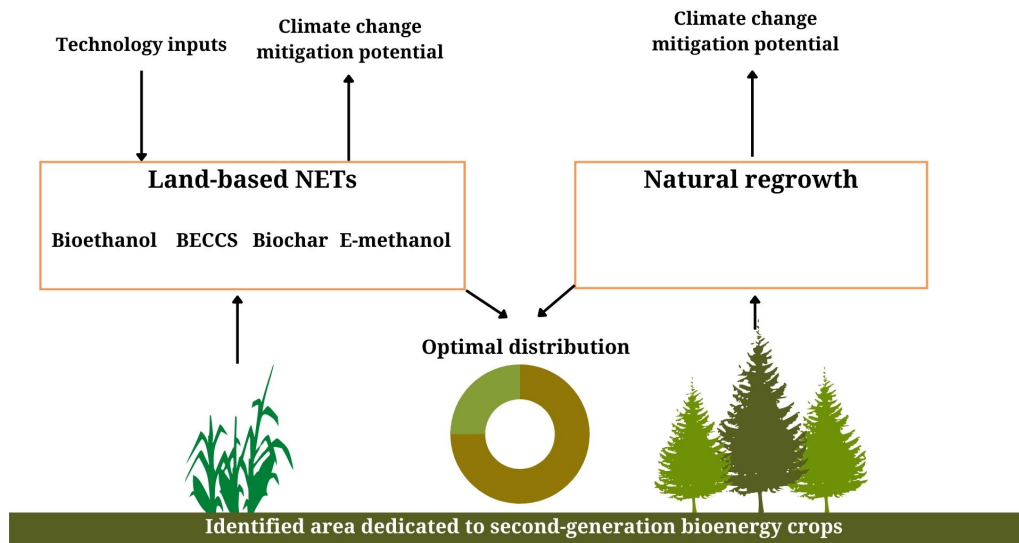 Technology inputs
Climate change
mitigation potential
Climate change
mitigation potential
Land-based NETs
Bioethanol BECCS Biochar E-methanol
Natural regrowth
Optimal distribution
Identified area dedicated to second-generation bioenergy crops